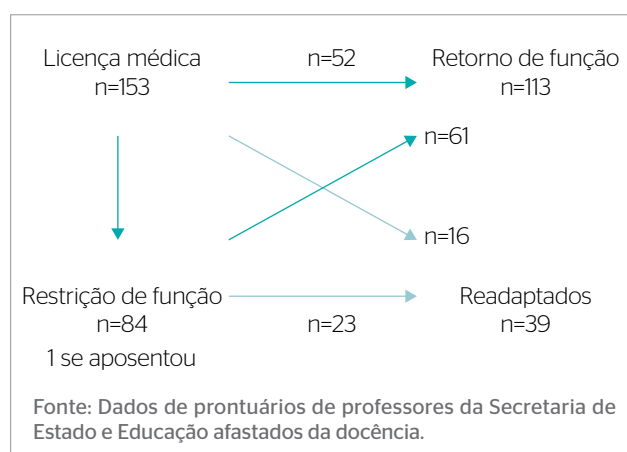 Licença médica
n=153
n=52
Retorno de função
n=113
n=61
n=16
Restrição de função
n=84
1 se aposentou
n=23
Readaptados
n=39
Fonte: Dados de prontuários de professores da Secretaria de
Estado e Educação afastados da docência.